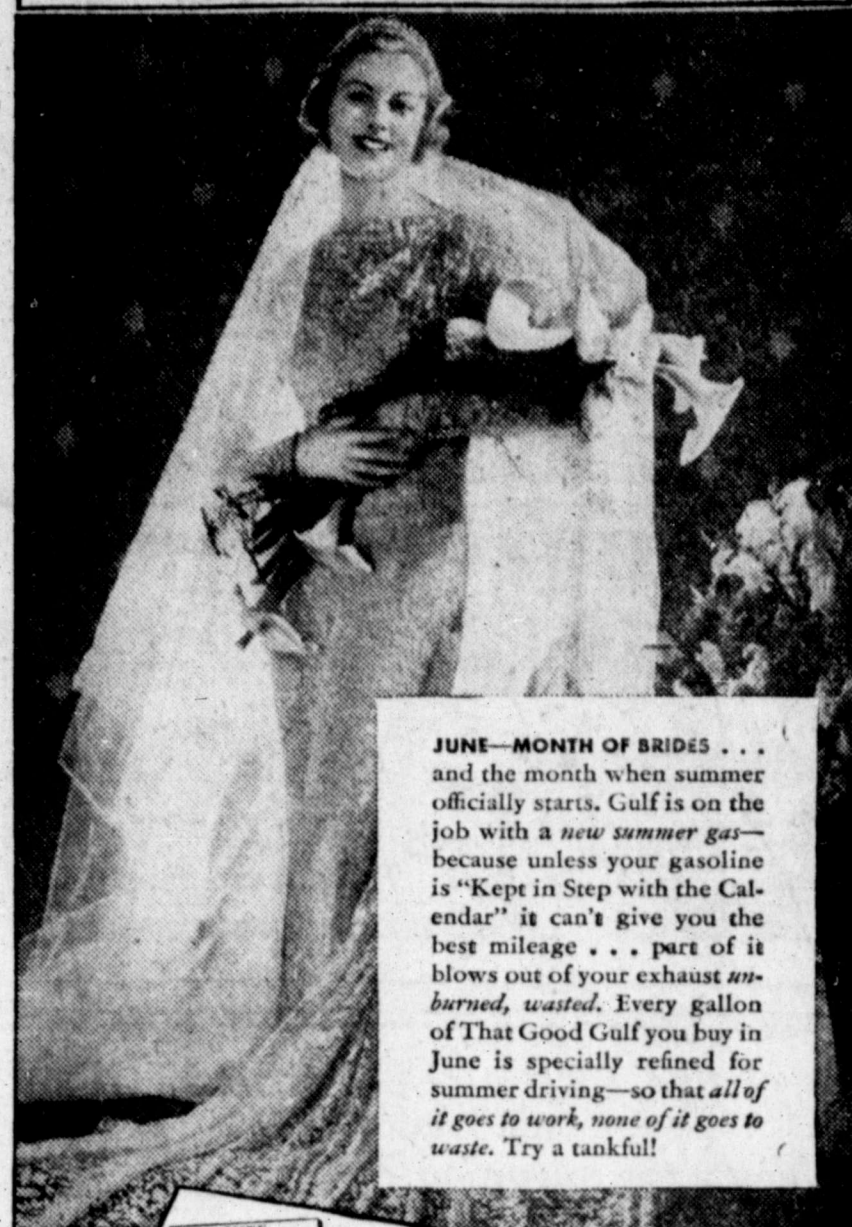 JUNE—MONTH OF BRIDES . . .
and the month when summer
officially starts. Gulf is on the
job with a new summer gas—
because unless your gasoline
is "Kept in Step with the Cal-
endar" it can't give you the
best mileage . . . part of it
blows out of your exhaust un-
burned, wasted. Every gallon
of That Good Gulf you buy in
June is specially refined for
summer driving—so that all of
it goes to work, none of it goes to
waste. Try a tankful!